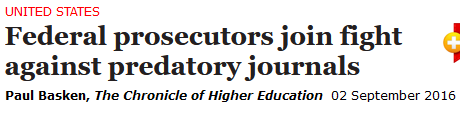 UNITED STATES
Federal prosecutors join fight
against predatory journals
Paul Basken, The Chronicle of Higher Education 02 September 2016